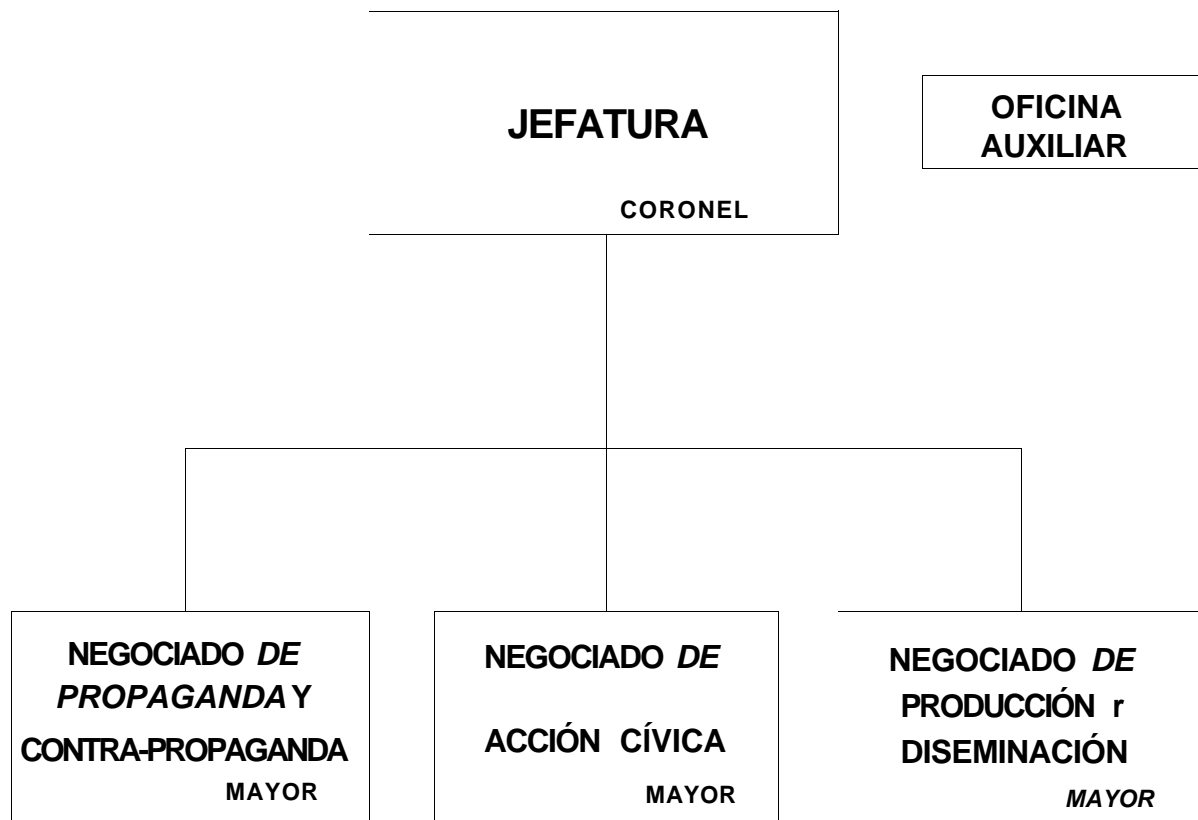 JEFATURA
CORONEL
OFICINA
AUXILIAR
NEGOCIADO DE
PROPAGANDA Y
CONTRA-PROPAGANDA
MAYOR
NEGOCIADO DE
ACCIÓN CÍVICA
MAYOR
NEGOCIADO DE
PRODUCCIÓN r
DISEMINACIÓN
MAYOR